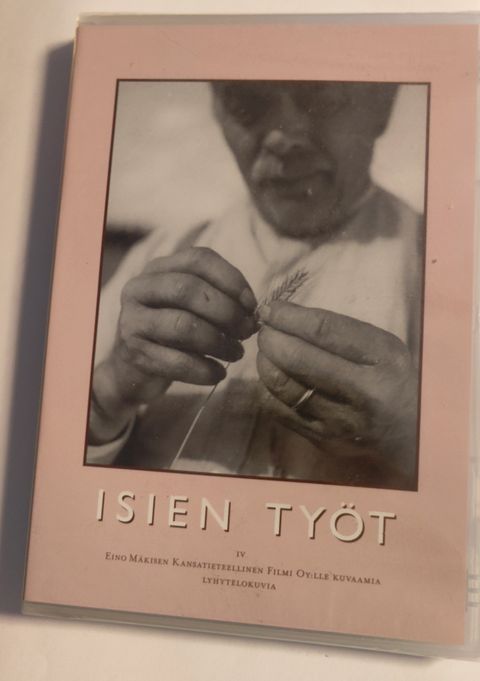 ISIEN TYÖT
IV
EINO MÄKISEN KANSATIETEELLINEN FILMI OY:LLE KUVAAMIA
LYHYTELOKUVIA